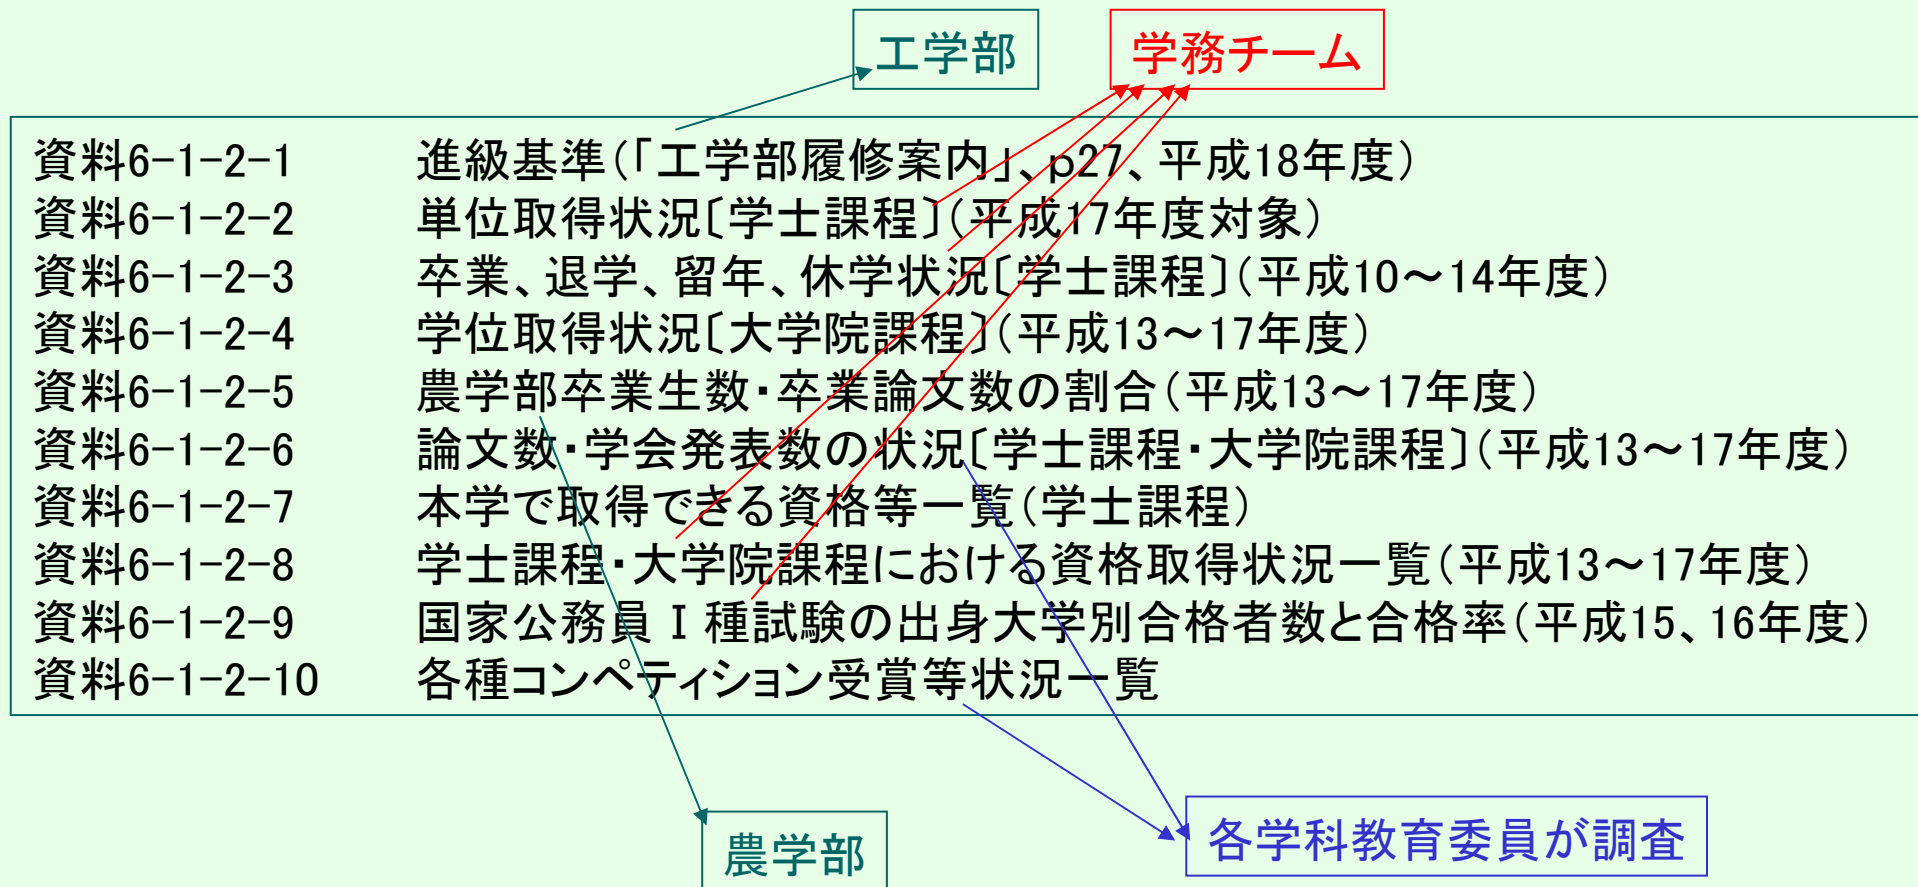 工学部
学務チーム
資料6-1-2-1 進級基準(「工学部履修案内」、p27、平成18年度)
資料6-1-2-2 単位取得状況〔学士課程〕(平成17年度対象)
資料6-1-2-3 卒業、退学、留年、休学状況〔学士課程〕(平成10～14年度)
資料6-1-2-4 学位取得状況〔大学院課程〕(平成13～17年度)
資料6-1-2-5 農学部卒業生数・卒業論文数の割合(平成13～17年度)
資料6-1-2-6 論文数・学会発表数の状況〔学士課程・大学院課程〕(平成13～17年度)
資料6-1-2-7 本学で取得できる資格等一覧(学士課程)
資料6-1-2-8 学士課程・大学院課程における資格取得状況一覧(平成13～17年度)
資料6-1-2-9 国家公務員Ⅰ種試験の出身大学別合格者数と合格率(平成15、16年度)
資料6-1-2-10 各種コンペティション受賞等状況一覧
農学部
各学科教育委員が調査